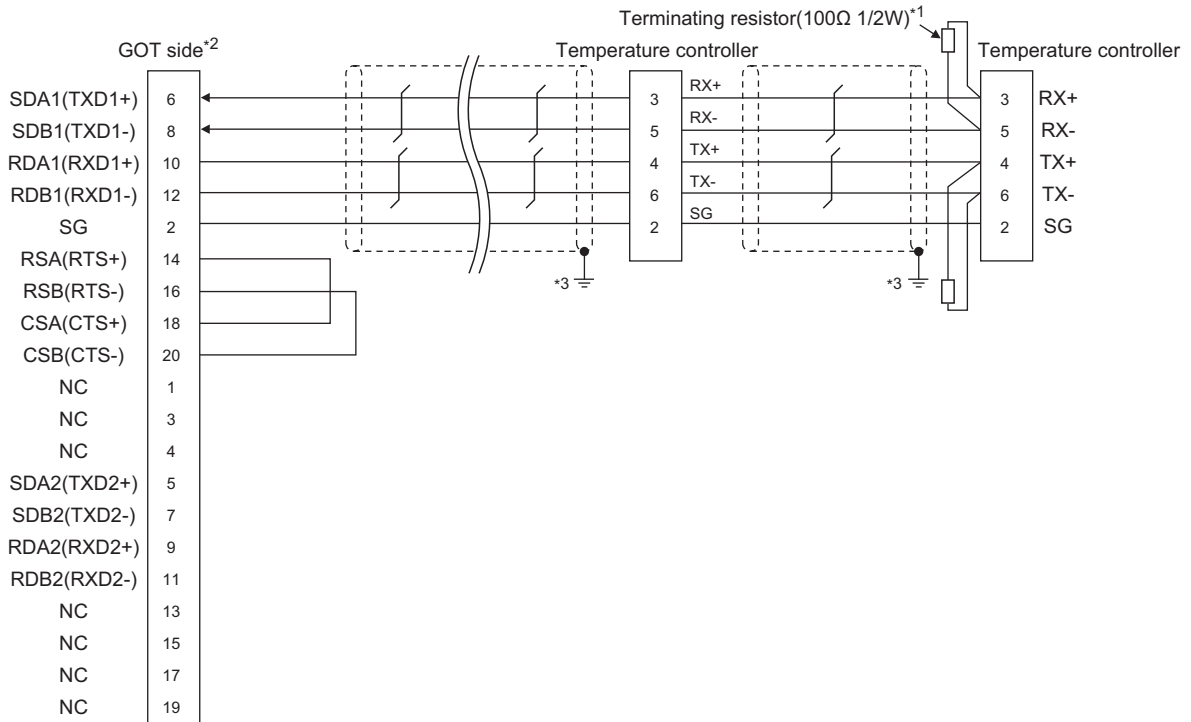 Terminating resistor(100Ω 1/2W)*1
GOT side*2
Temperature controller
Temperature controller
SDA1(TXD1+) 6 3 RX+ 3 RX+
SDB1(TXD1-) 8 5 RX- 5 RX-
RDA1(RXD1+) 10 4 TX+ 4 TX+
RDB1(RXD1-) 12 6 TX- 6 TX-
SG 2 2 SG 2 SG
RSA(RTS+) 14
*3
*3
RSB(RTS-) 16
CSA(CTS+) 18
CSB(CTS-) 20
NC 1
NC 3
NC 4
SDA2(TXD2+) 5
SDB2(TXD2-) 7
RDA2(RXD2+) 9
RDB2(RXD2-) 11
NC 13
NC 15
NC 17
NC 19